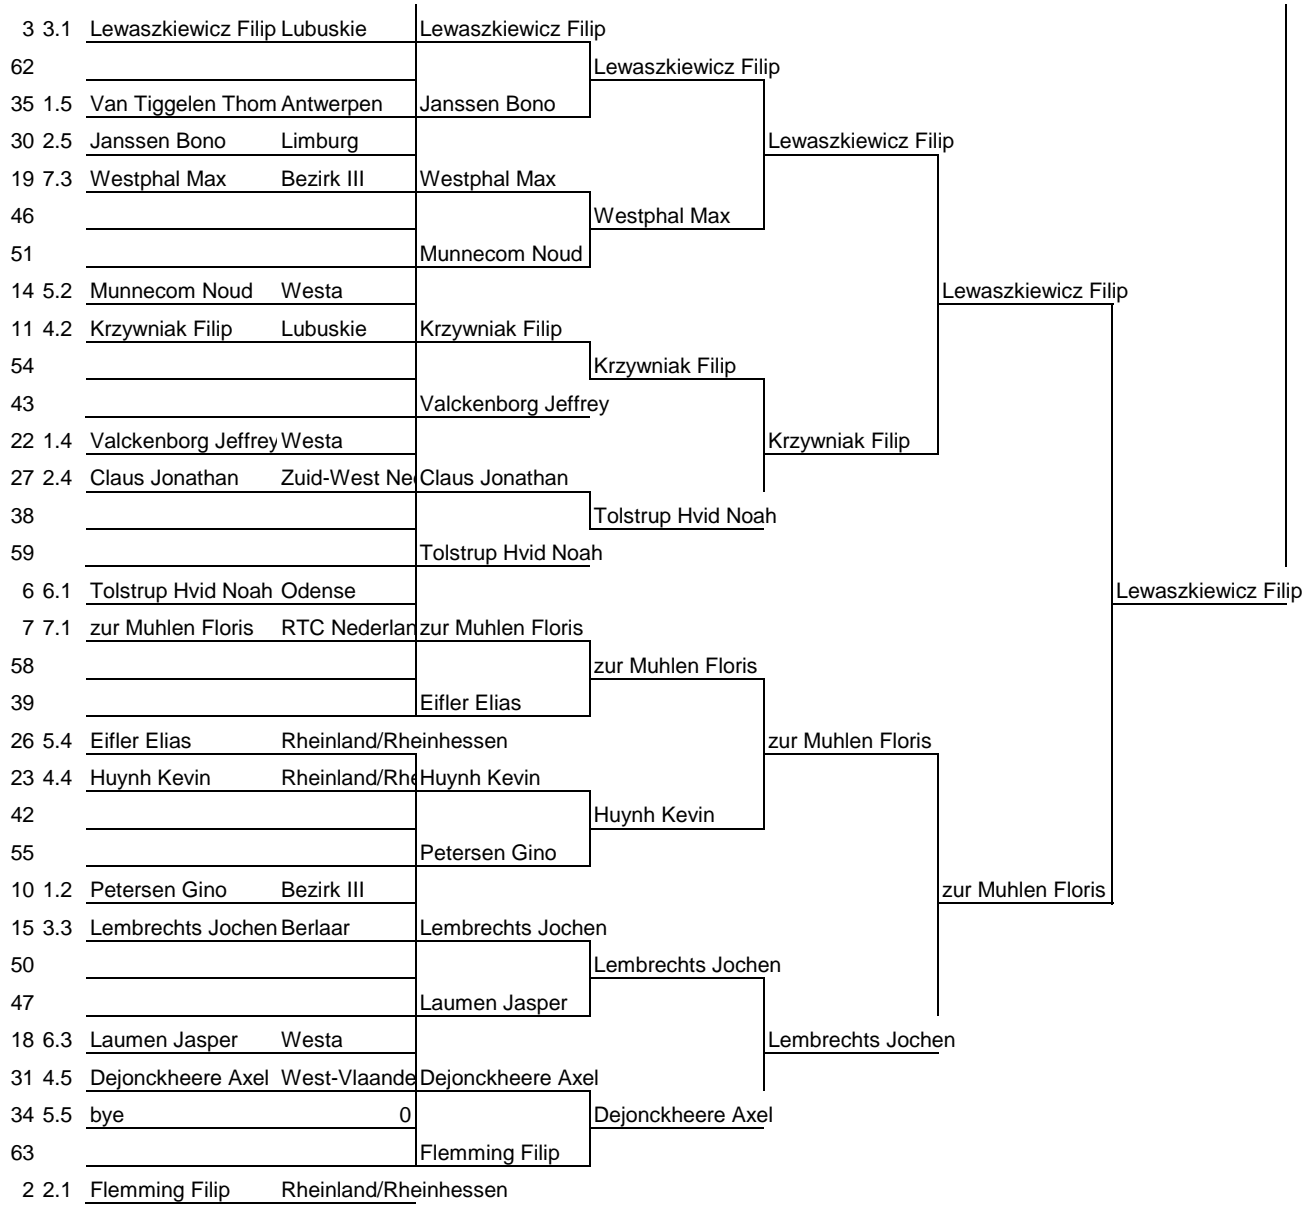 3 3.1 Lewaszkiewicz Filip Lubuskie Lewaszkiewicz Filip
62 Lewaszkiewicz Filip
35 1.5 Van Tiggelen Thom Antwerpen Janssen Bono
30 2.5 Janssen Bono Limburg Lewaszkiewicz Filip
19 7.3 Westphal Max Bezirk III Westphal Max
46 Westphal Max
51 Munnecom Noud
14 5.2 Munnecom Noud Westa Lewaszkiewicz Filip
11 4.2 Krzywniak Filip Lubuskie Krzywniak Filip
54 Krzywniak Filip
43 Valckenborg Jeffrey
22 1.4 Valckenborg Jeffrey Westa Krzywniak Filip
27 2.4 Claus Jonathan Zuid-West Ne Claus Jonathan
38 Tolstrup Hvid Noah
59 Tolstrup Hvid Noah
6 6.1 Tolstrup Hvid Noah Odense Lewaszkiewicz Filip
7 7.1 zur Muhlen Floris RTC Nederlan zur Muhlen Floris
58 zur Muhlen Floris
39 Eifler Elias
26 5.4 Eifler Elias Rheinland/Rheinhessen zur Muhlen Floris
23 4.4 Huynh Kevin Rheinland/Rhe Huynh Kevin
42 Huynh Kevin
55 Petersen Gino
10 1.2 Petersen Gino Bezirk III zur Muhlen Floris
15 3.3 Lembrechts Jochen Berlaar Lembrechts Jochen
50 Lembrechts Jochen
47 Laumen Jasper
18 6.3 Laumen Jasper Westa Lembrechts Jochen
31 4.5 Dejonckheere Axel West-Vlaande Dejonckheere Axel
34 5.5 bye 0 Dejonckheere Axel
63 Flemming Filip
2 2.1 Flemming Filip Rheinland/Rheinhessen